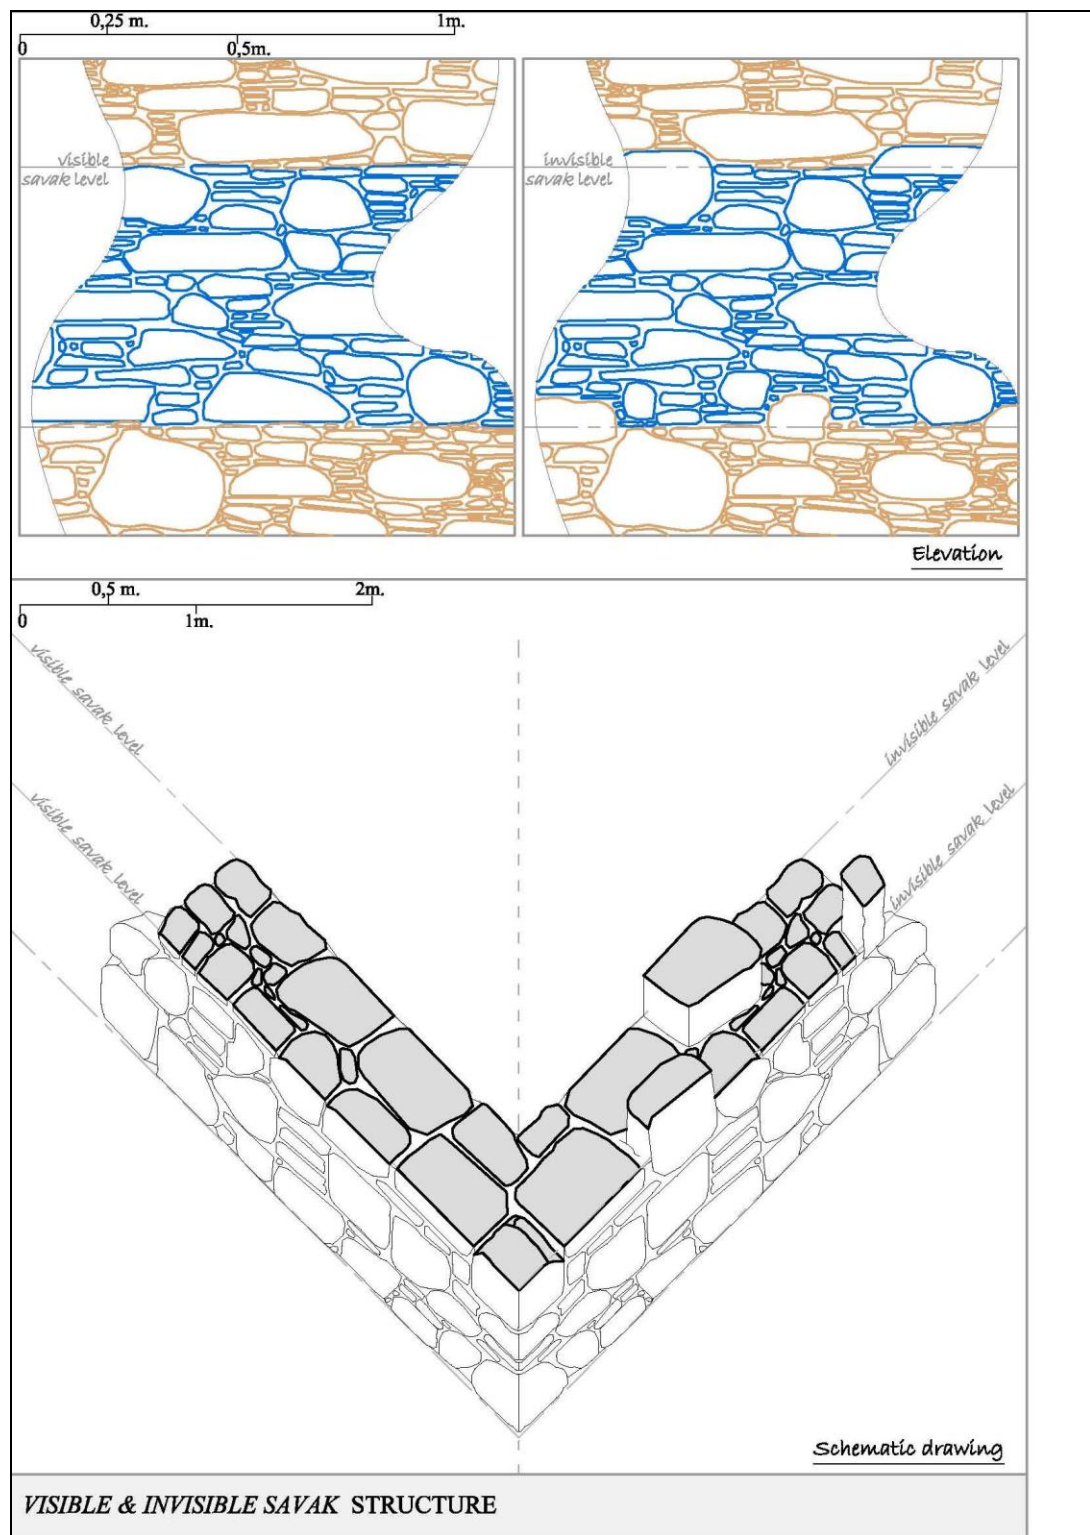 0,25 m. 1m.
0 0,5m.
visible
savak level
invisible
savak level
Elevation
0,5 m. 2m.
0 1m.
visible savak level
invisible savak level
visible savak level
invisible savak level
Schematic drawing
VISIBLE & INVISIBLE SAVAK STRUCTURE